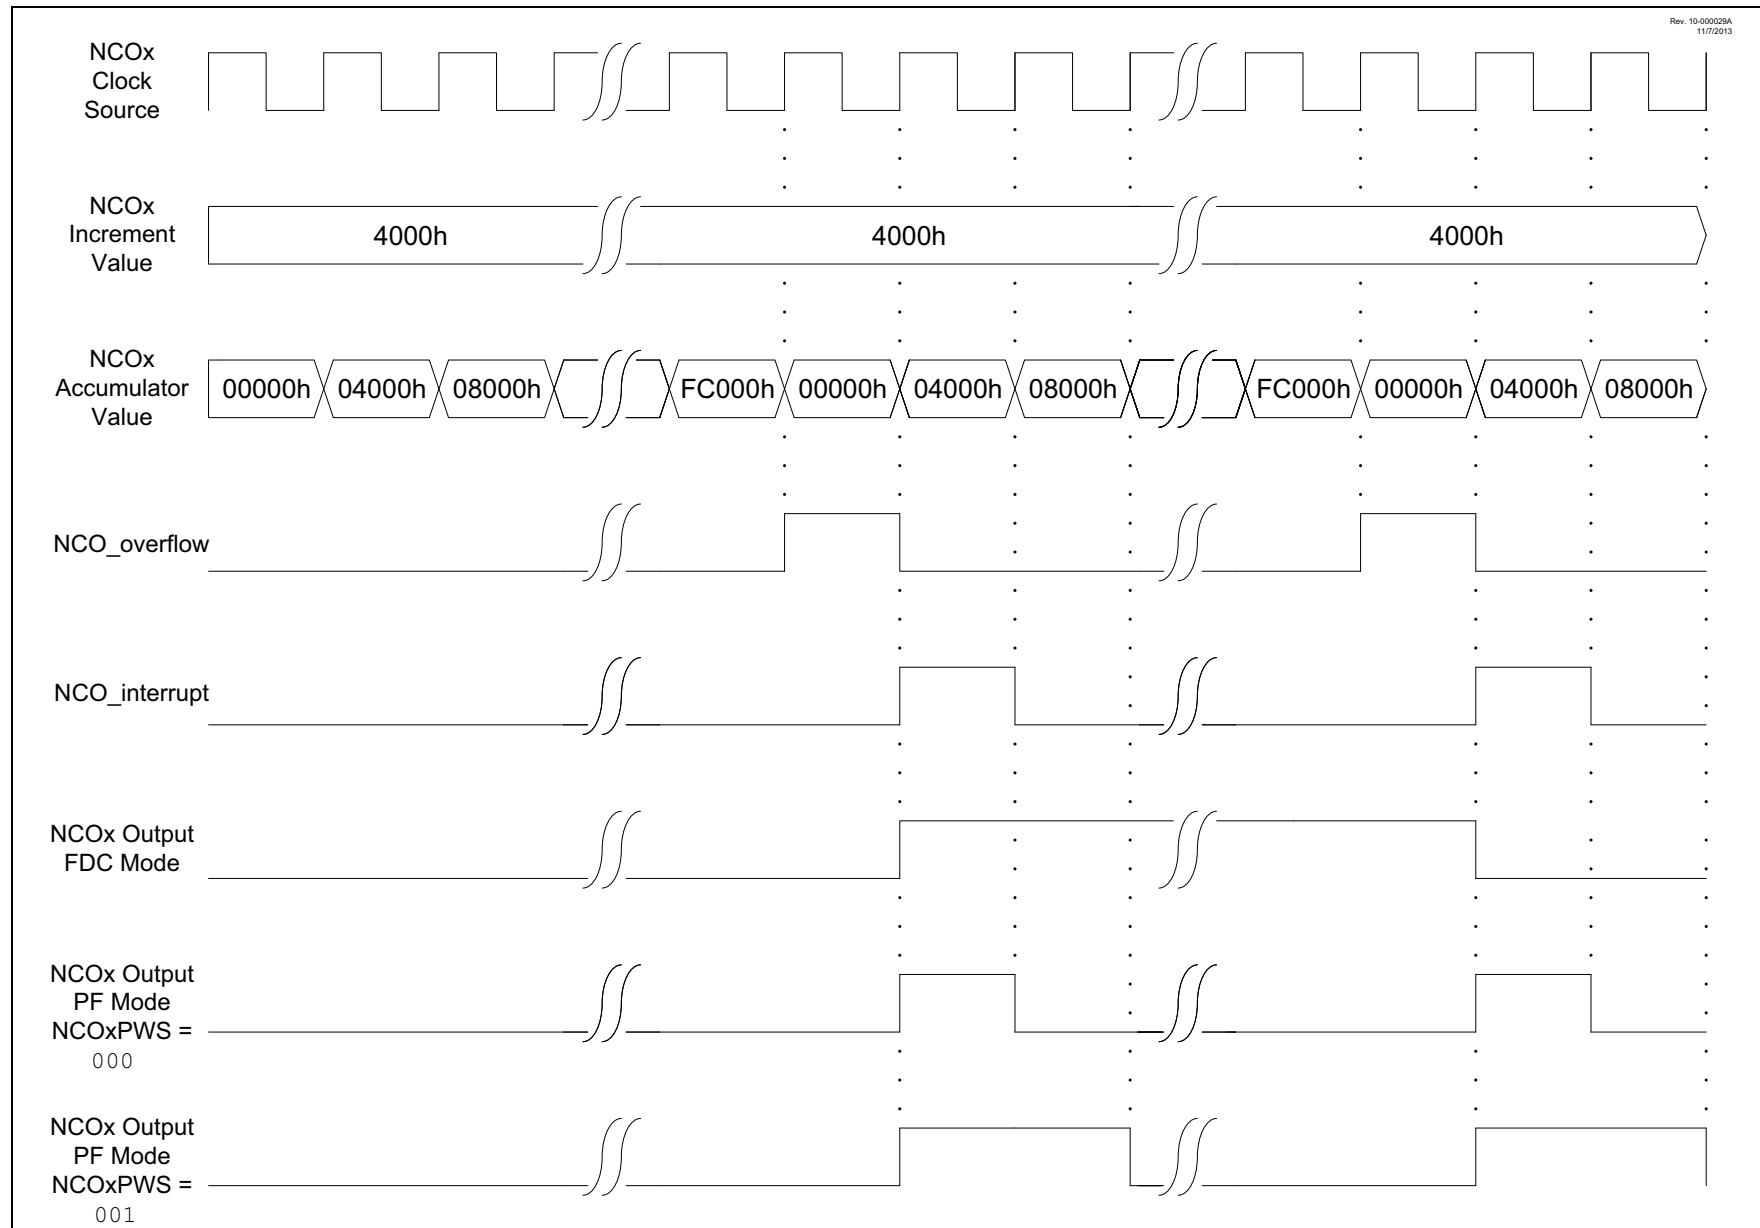 Rev. 10-000029A
11/7/2013
NCOx
Clock
Source
NCOx
Increment
Value
4000h
4000h
4000h
NCOx
Accumulator
Value
00000h
04000h
08000h
FC000h
00000h
04000h
08000h
FC000h
00000h
04000h
08000h
NCO_overflow
NCO_interrupt
NCOx Output
FDC Mode
NCOx Output
PF Mode
NCOxPWS =
000
NCOx Output
PF Mode
NCOxPWS =
001